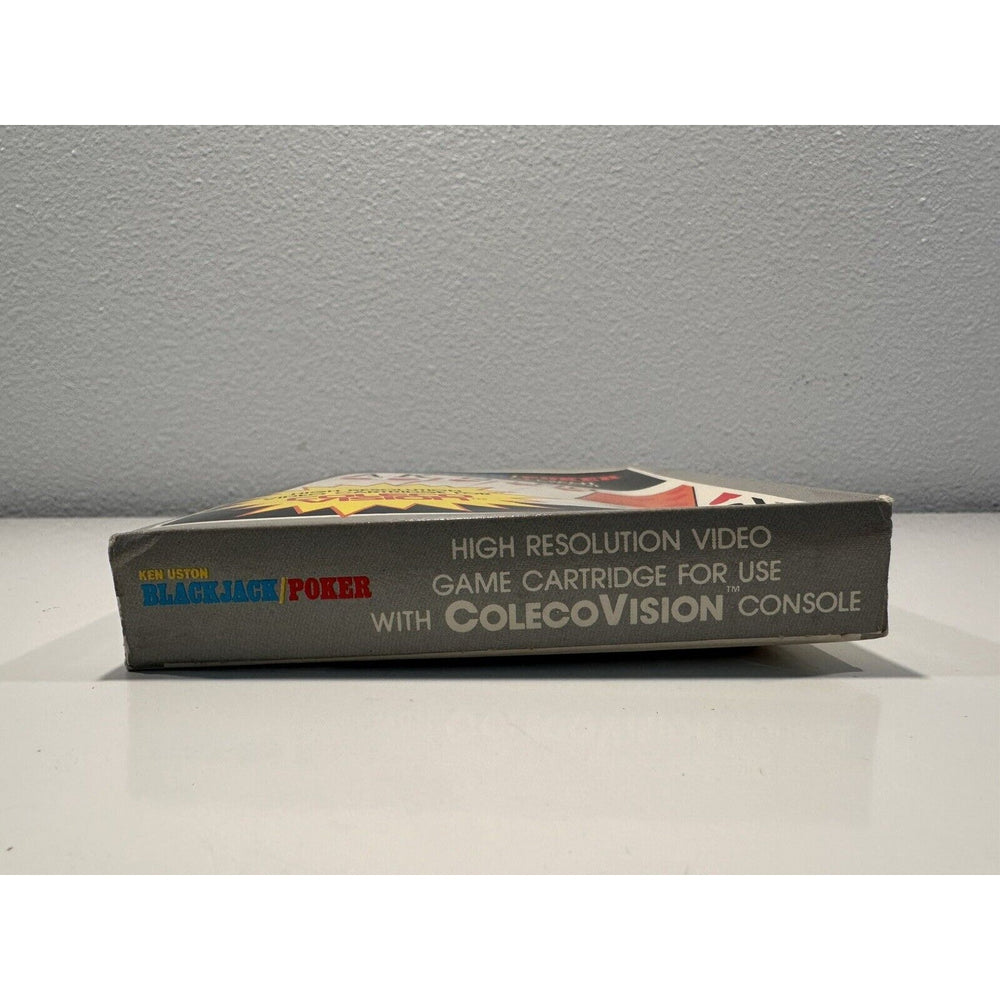 KEN USTON
BLACKJACK/POKER
HIGH RESOLUTION VIDEO
GAME CARTRIDGE FOR USE
WITH COLECOVISION™ CONSOLE